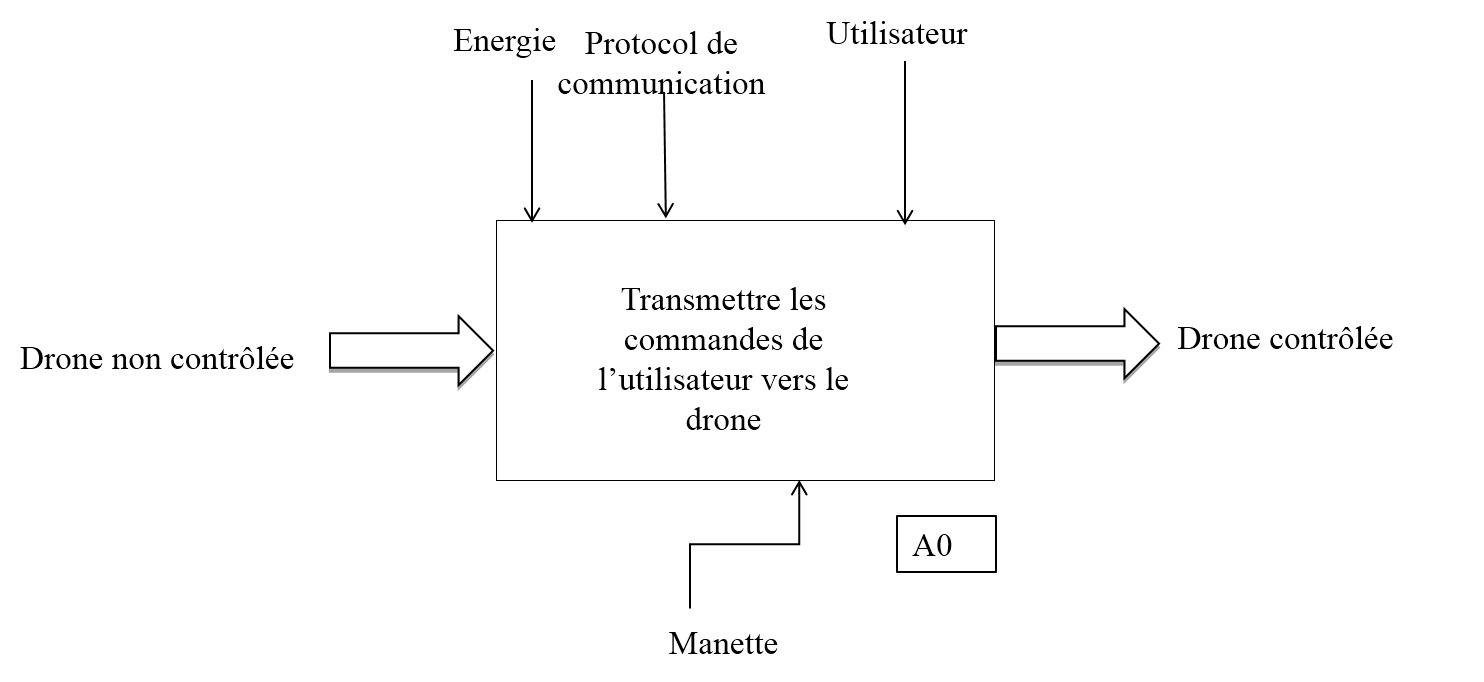 Energie
Protocol de
communication
Utilisateur
Drone non contrôlée
Transmettre les
commandes de
l’utilisateur vers le
drone
Drone contrôlée
A0
Manette